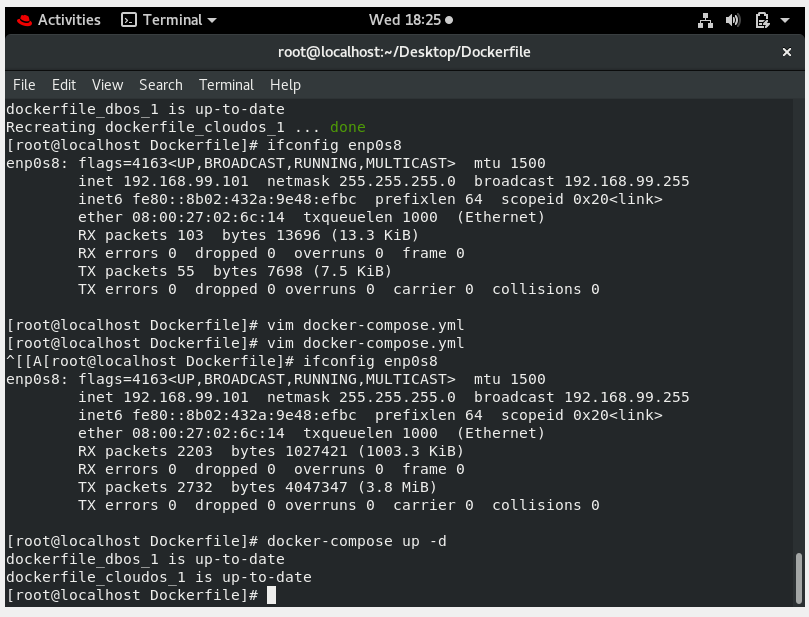 Activities Terminal Wed 18:25
root@localhost:~/Desktop/Dockerfile ×
File Edit View Search Terminal Help
dockerfile_dbos_1 is up-to-date
Recreating dockerfile_cloudos_1 ... done
[root@localhost Dockerfile]# ifconfig enp0s8
enp0s8: flags=4163<UP,BROADCAST,RUNNING,MULTICAST>  mtu 1500
        inet 192.168.99.101  netmask 255.255.255.0  broadcast 192.168.99.255
        inet6 fe80::8b02:432a:9e48:efbc  prefixlen 64  scopeid 0x20<link>
        ether 08:00:27:02:6c:14  txqueuelen 1000  (Ethernet)
        RX packets 103  bytes 13696 (13.3 KiB)
        RX errors 0  dropped 0  overruns 0  frame 0
        TX packets 55  bytes 7698 (7.5 KiB)
        TX errors 0  dropped 0 overruns 0  carrier 0  collisions 0
[root@localhost Dockerfile]# vim docker-compose.yml
[root@localhost Dockerfile]# vim docker-compose.yml
^[[A[root@localhost Dockerfile]# ifconfig enp0s8
enp0s8: flags=4163<UP,BROADCAST,RUNNING,MULTICAST>  mtu 1500
        inet 192.168.99.101  netmask 255.255.255.0  broadcast 192.168.99.255
        inet6 fe80::8b02:432a:9e48:efbc  prefixlen 64  scopeid 0x20<link>
        ether 08:00:27:02:6c:14  txqueuelen 1000  (Ethernet)
        RX packets 2203  bytes 1027421 (1003.3 KiB)
        RX errors 0  dropped 0  overruns 0  frame 0
        TX packets 2732  bytes 4047347 (3.8 MiB)
        TX errors 0  dropped 0 overruns 0  carrier 0  collisions 0
[root@localhost Dockerfile]# docker-compose up -d
dockerfile_dbos_1 is up-to-date
dockerfile_cloudos_1 is up-to-date
[root@localhost Dockerfile]#